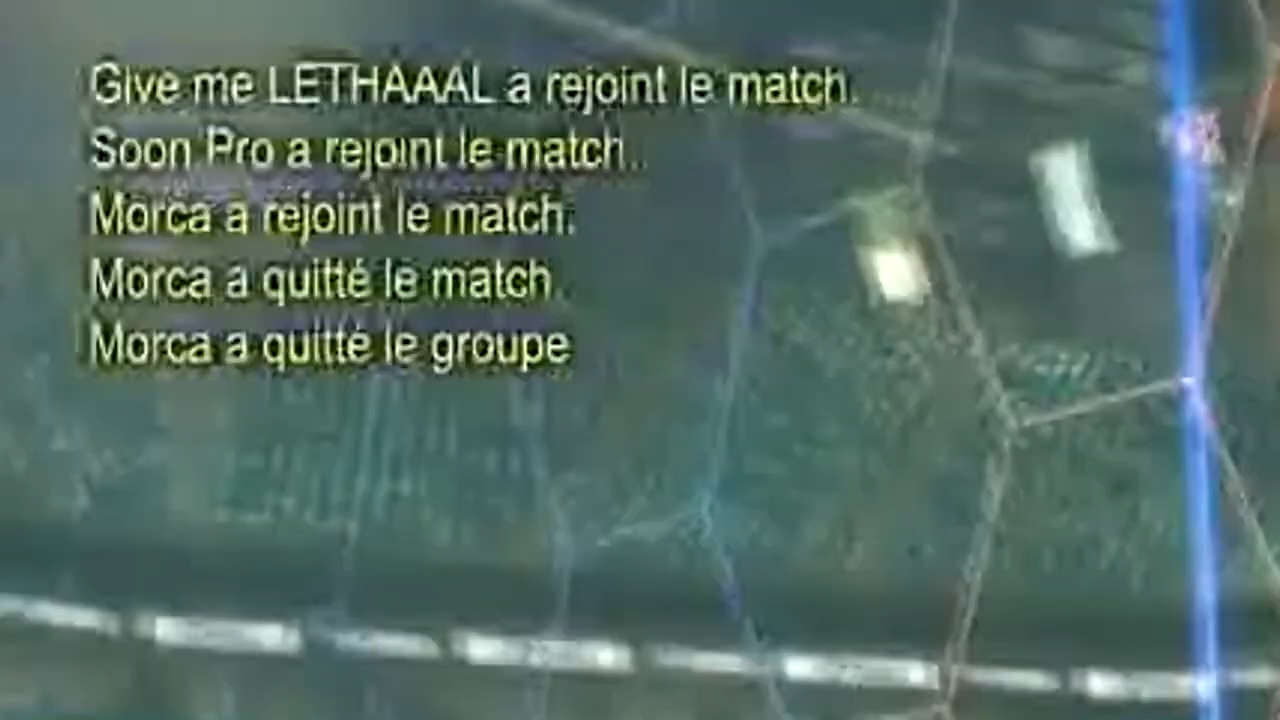 Give me LETHAAAL a rejoint le match.
Soon Pro a rejoint le match.
Morca a rejoint le match.
Morca a quitté le match
Morca a quitté le groupe